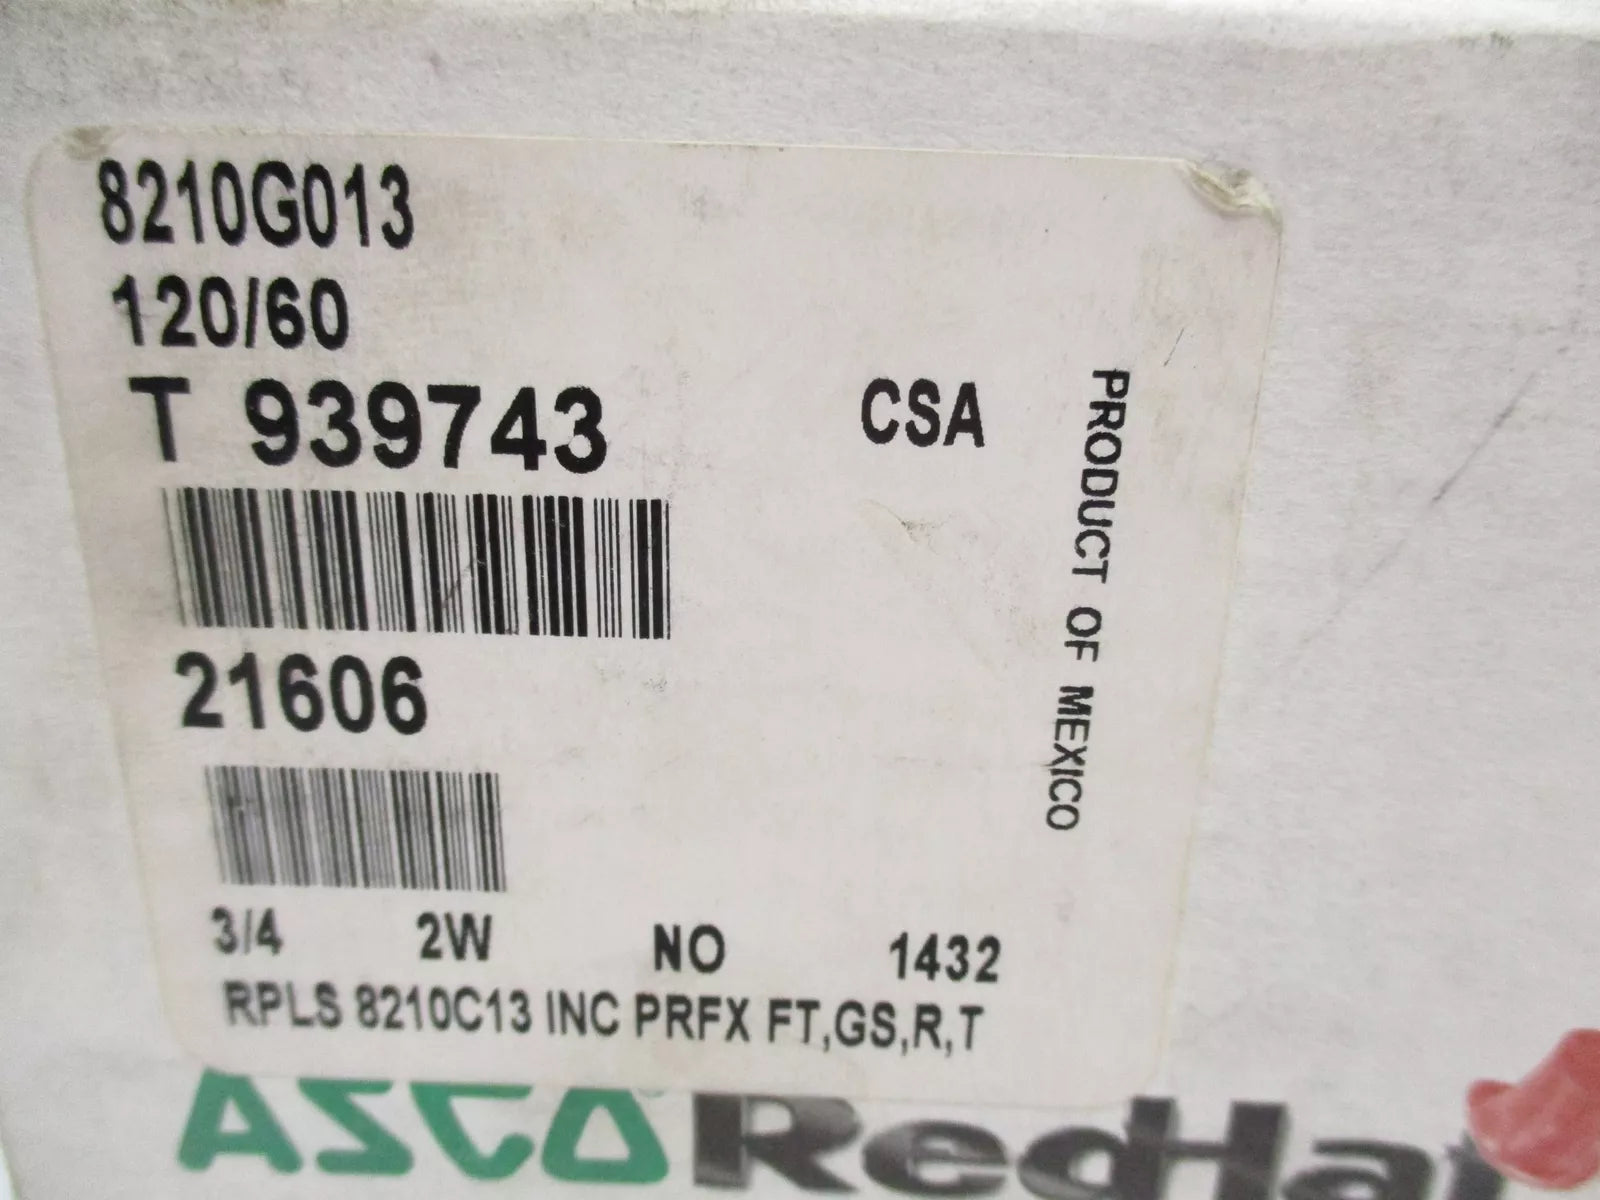 8210G013
120/60
T 939743
CSA
PRODUCT OF MEXICO
21606
3/4 2W NO 1432
RPLS 8210C13 INC PRFX FT,GS,R,T
ASCO RedHat